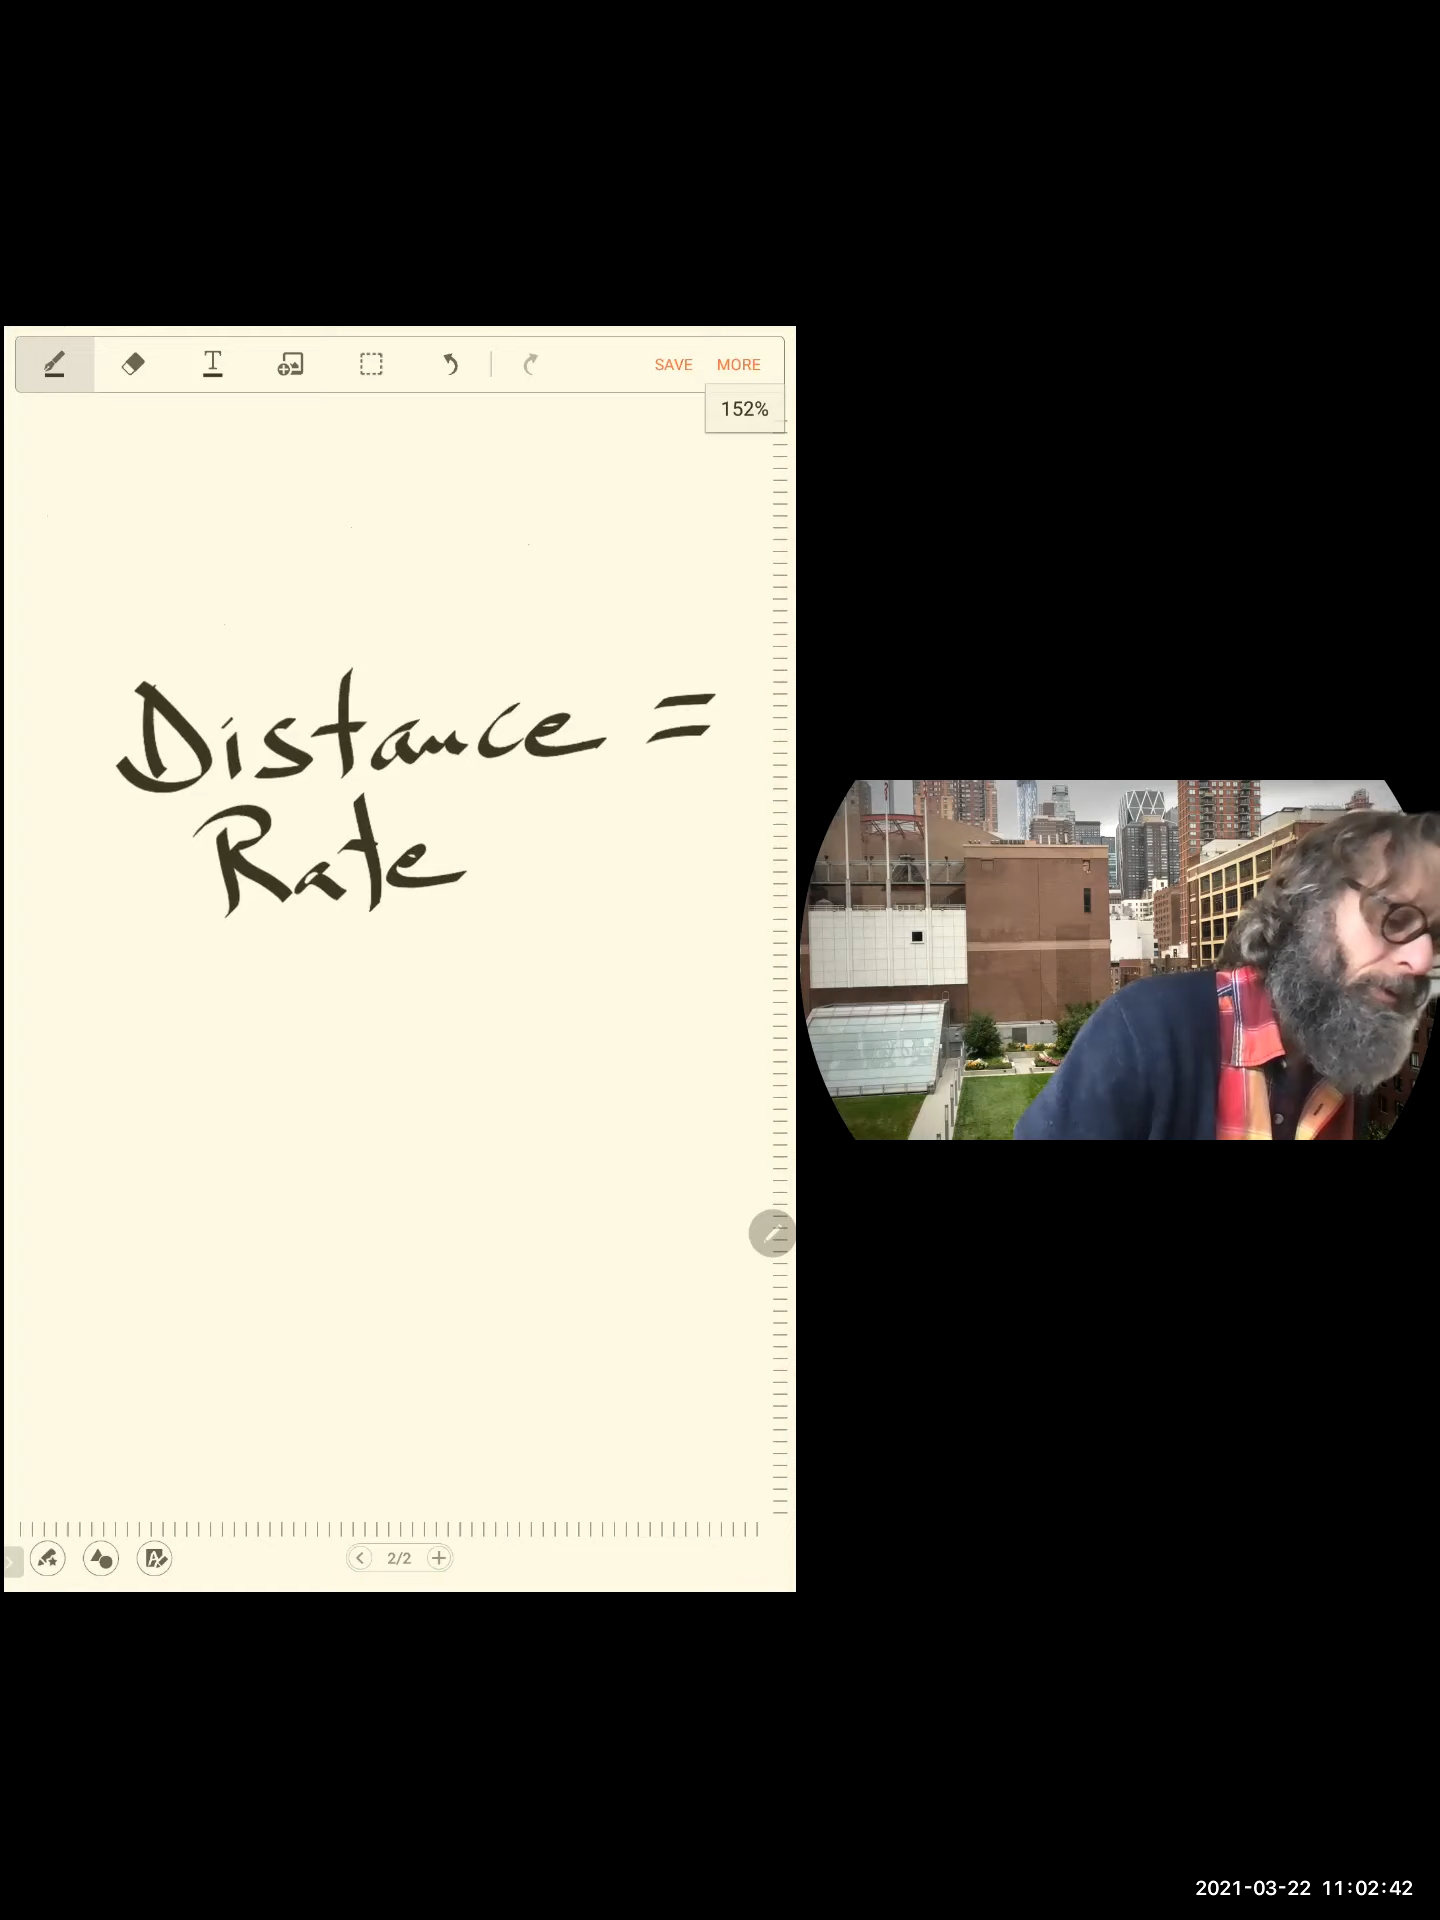 T
SAVE
MORE
152%
Distance =
Rate
A
2/2
2021-03-22 11:02:42